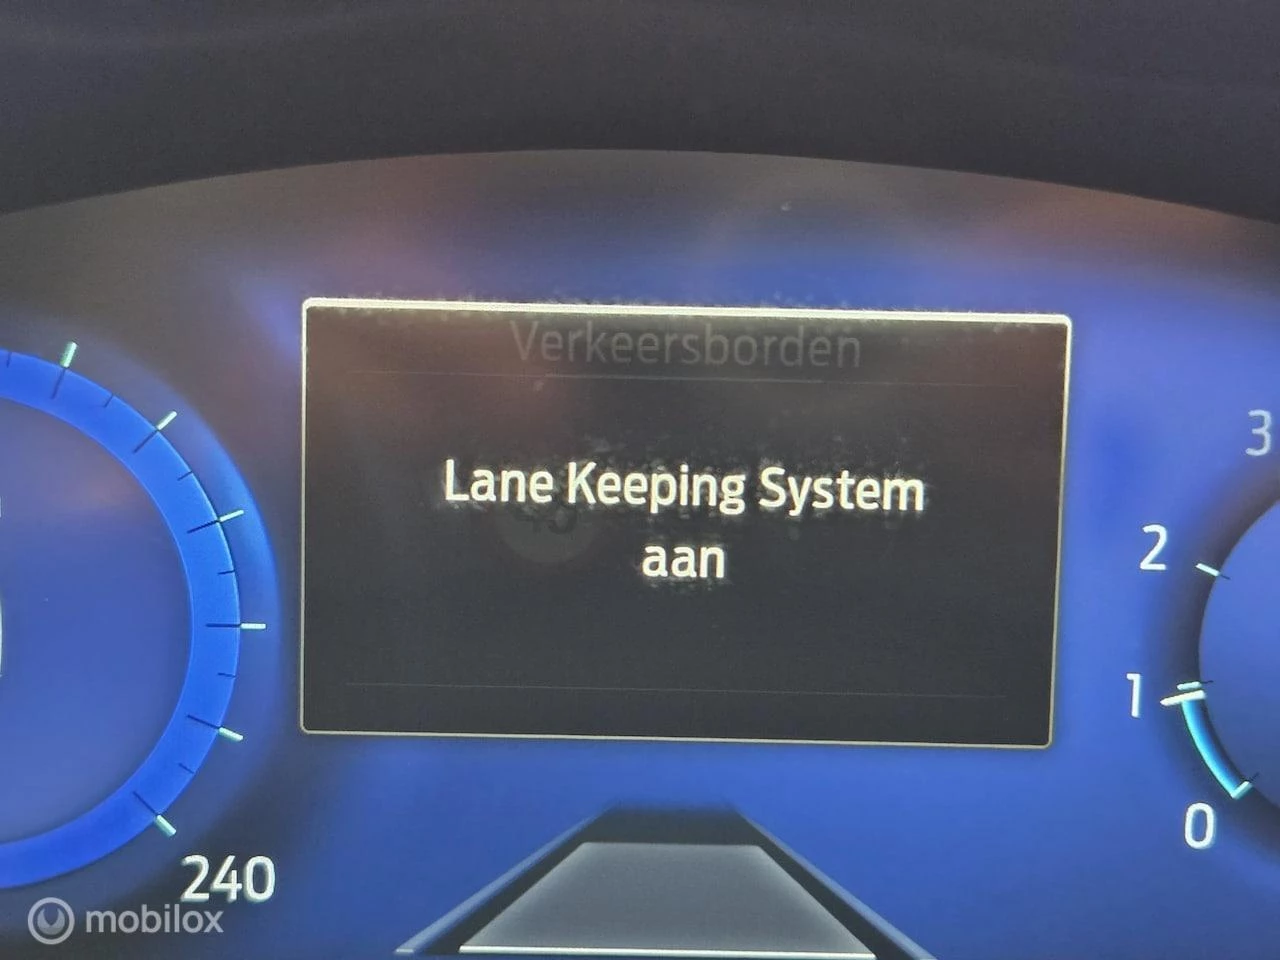 Verkeersborden
Lane Keeping System
aan
3
2
1
0
240
mobilox